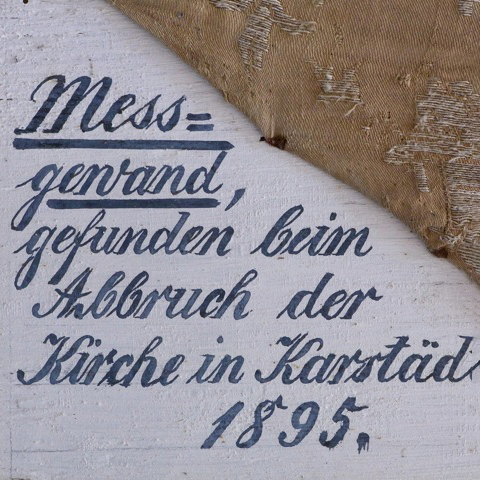 Mess=
gewand,
gefunden beim
Abbruch der
Kirche in Karstäd
1895.